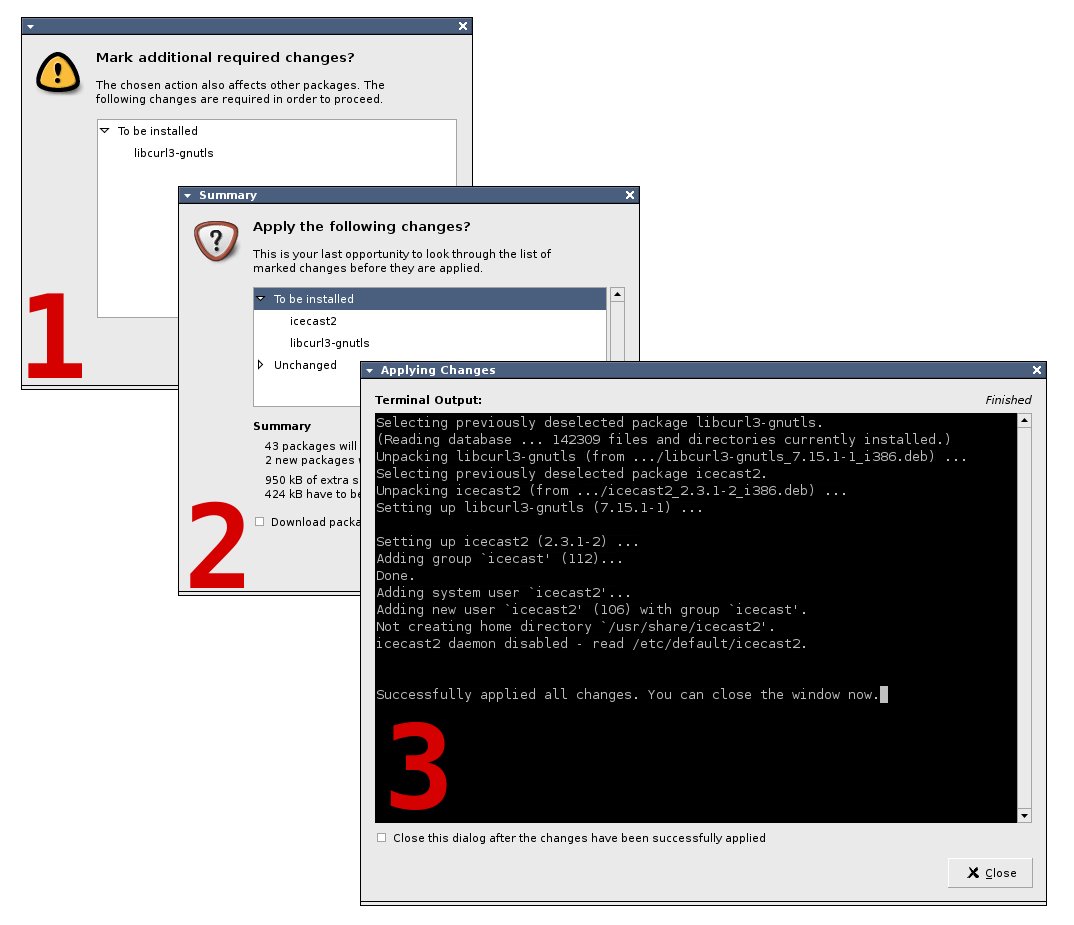 Mark additional required changes?
The chosen action also affects other packages. The
following changes are required in order to proceed.
To be installed
libcurl3-gnutls
1
Summary
Apply the following changes?
This is your last opportunity to look through the list of
marked changes before they are applied.
To be installed
icecast2
libcurl3-gnutls
Unchanged
Summary
43 packages will
2 new packages
950 kB of extra
424 kB have to be
Download
2
Applying Changes
Terminal Output:
Finished
Selecting previously deselected package libcurl3-gnutls.
(Reading database ... 142309 files and directories currently installed.)
Unpacking libcurl3-gnutls (from .../libcurl3-gnutls_7.15.1-1_i386.deb) ...
Selecting previously deselected package icecast2.
Unpacking icecast2 (from .../icecast2_2.3.1-2_i386.deb) ...
Setting up libcurl3-gnutls (7.15.1-1) ...
Setting up icecast2 (2.3.1-2) ...
Adding group `icecast' (112)...
Done.
Adding system user `icecast2'...
Adding new user `icecast2' (106) with group `icecast'.
Not creating home directory `/usr/share/icecast2'.
icecast2 daemon disabled - read /etc/default/icecast2.
Successfully applied all changes. You can close the window now.
3
Close this dialog after the changes have been successfully applied
Close